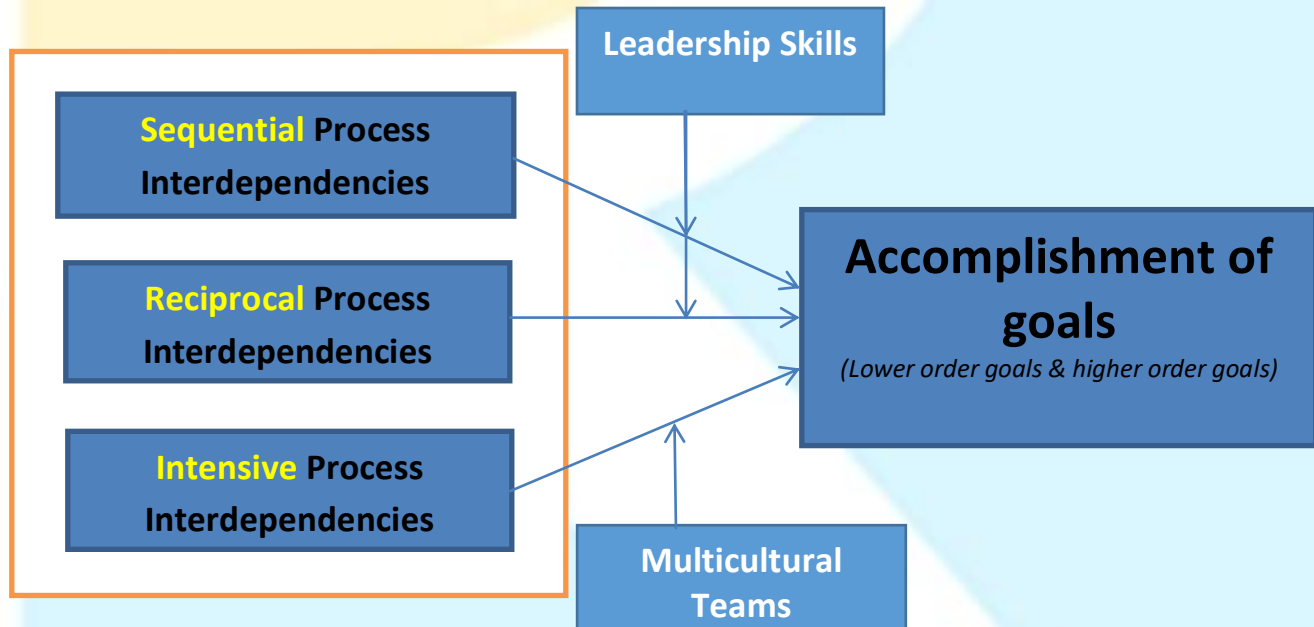 Leadership Skills
Sequential Process
Interdependencies
Reciprocal Process
Interdependencies
Intensive Process
Interdependencies
Accomplishment of
goals
(Lower order goals & higher order goals)
Multicultural
Teams